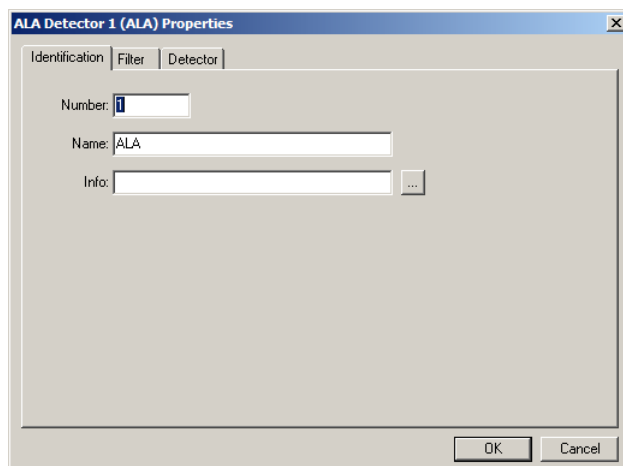 ALA Detector 1 (ALA) Properties
Identification Filter Detector
Number: 1
Name: ALA
Info: ...
OK Cancel